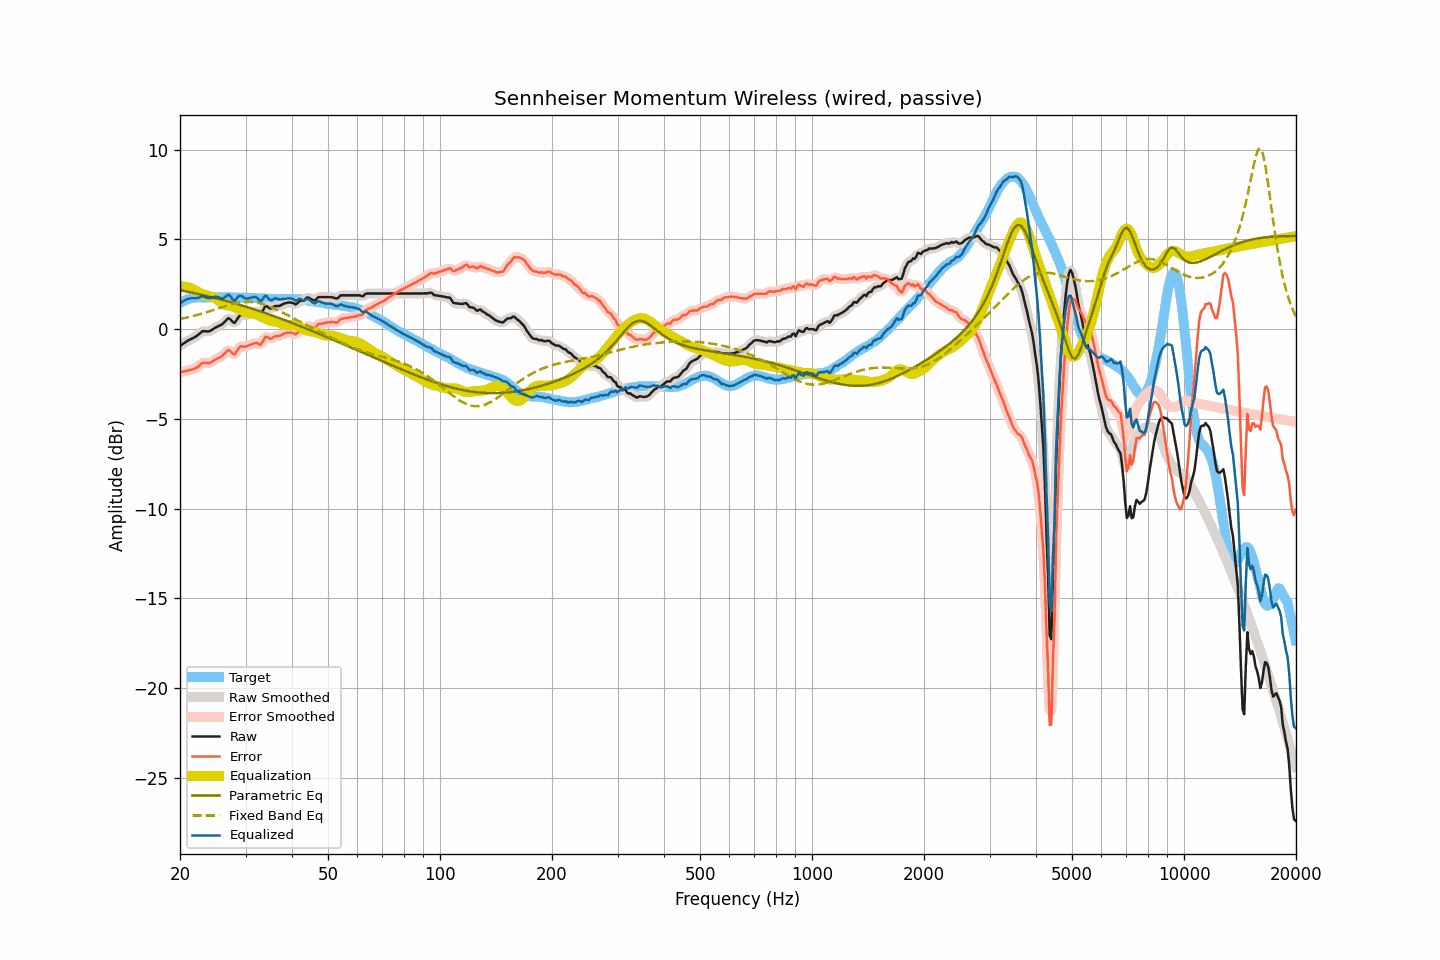 Sennheiser Momentum Wireless (wired, passive)
10
5
0
−5
−10
−15
−20
−25
Amplitude (dBr)
Target
Raw Smoothed
Error Smoothed
Raw
Error
Equalization
Parametric Eq
Fixed Band Eq
Equalized
20 50 100 200 500 1000 2000 5000 10000 20000
Frequency (Hz)